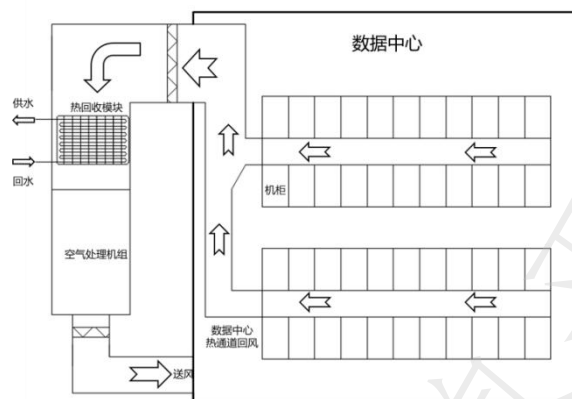 数据中心
供水
热回收模块
回水
机柜
空气处理机组
数据中心
热通道回风
送风